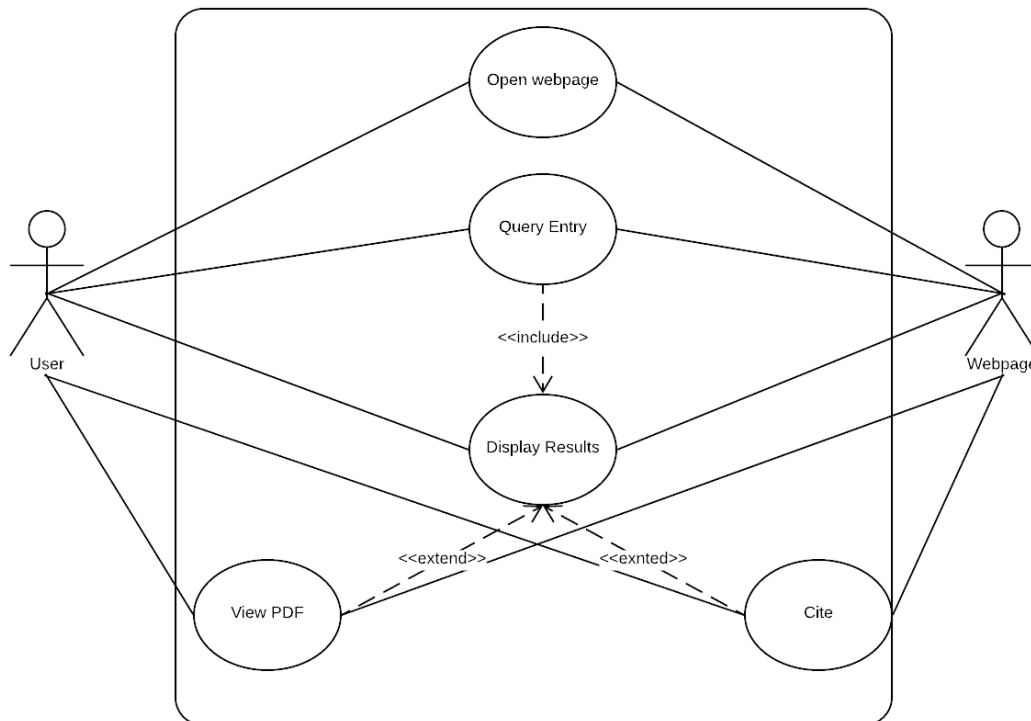 Open webpage
Query Entry
<<include>>
User
Webpage
Display Results
<<extend>>
<<exnted>>
View PDF
Cite